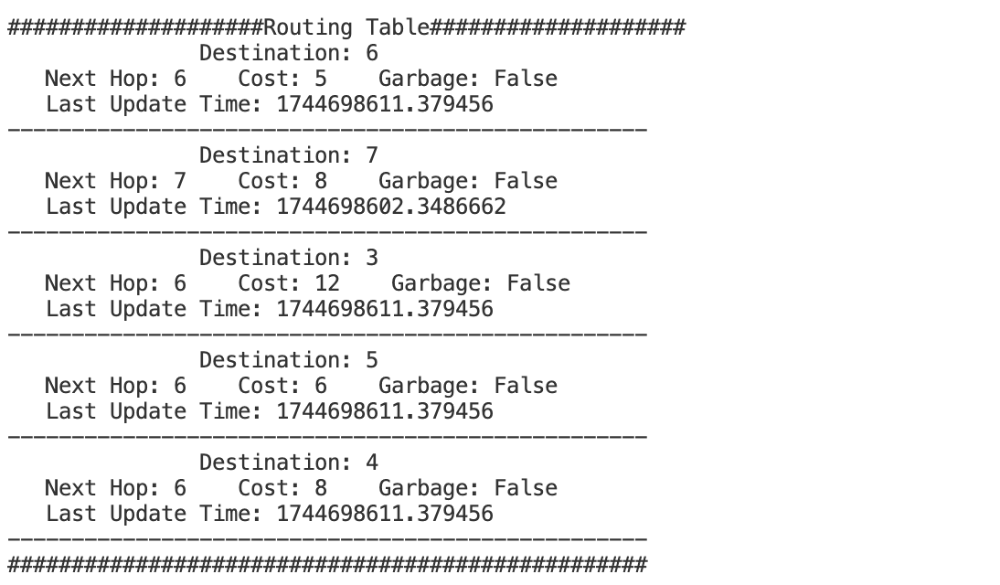 ####################Routing Table####################
               Destination: 6
   Next Hop: 6    Cost: 5    Garbage: False
   Last Update Time: 1744698611.379456
--------------------------------------------------
               Destination: 7
   Next Hop: 7    Cost: 8    Garbage: False
   Last Update Time: 1744698602.3486662
--------------------------------------------------
               Destination: 3
   Next Hop: 6    Cost: 12    Garbage: False
   Last Update Time: 1744698611.379456
--------------------------------------------------
               Destination: 5
   Next Hop: 6    Cost: 6    Garbage: False
   Last Update Time: 1744698611.379456
--------------------------------------------------
               Destination: 4
   Next Hop: 6    Cost: 8    Garbage: False
   Last Update Time: 1744698611.379456
--------------------------------------------------
##################################################